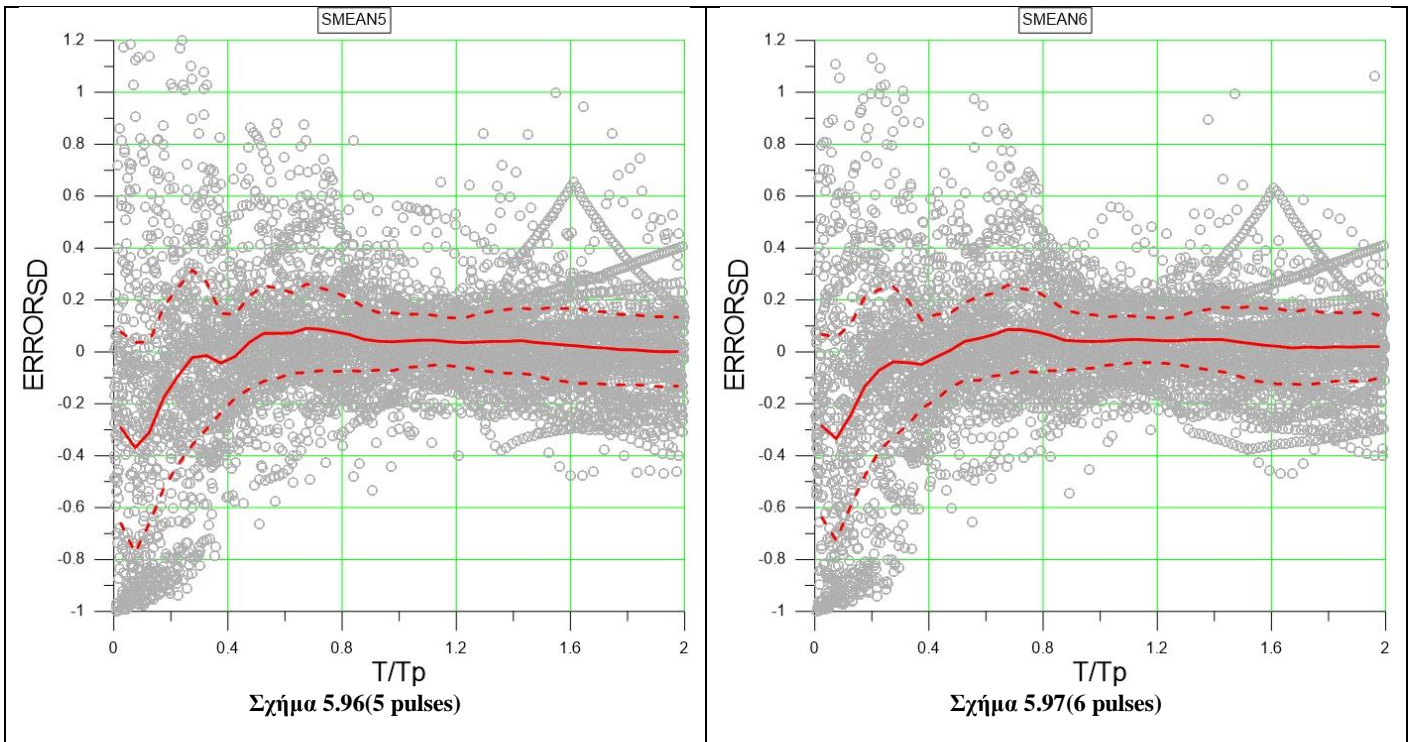 SMEAN5
1.2
1
0.8
0.6
0.4
0.2
0
-0.2
-0.4
-0.6
-0.8
-1
ERRORSD
0 0.4 0.8 1.2 1.6 2
T/Tp
Σχήμα 5.96(5 pulses)
SMEAN6
1.2
1
0.8
0.6
0.4
0.2
0
-0.2
-0.4
-0.6
-0.8
-1
ERRORSD
0 0.4 0.8 1.2 1.6 2
T/Tp
Σχήμα 5.97(6 pulses)